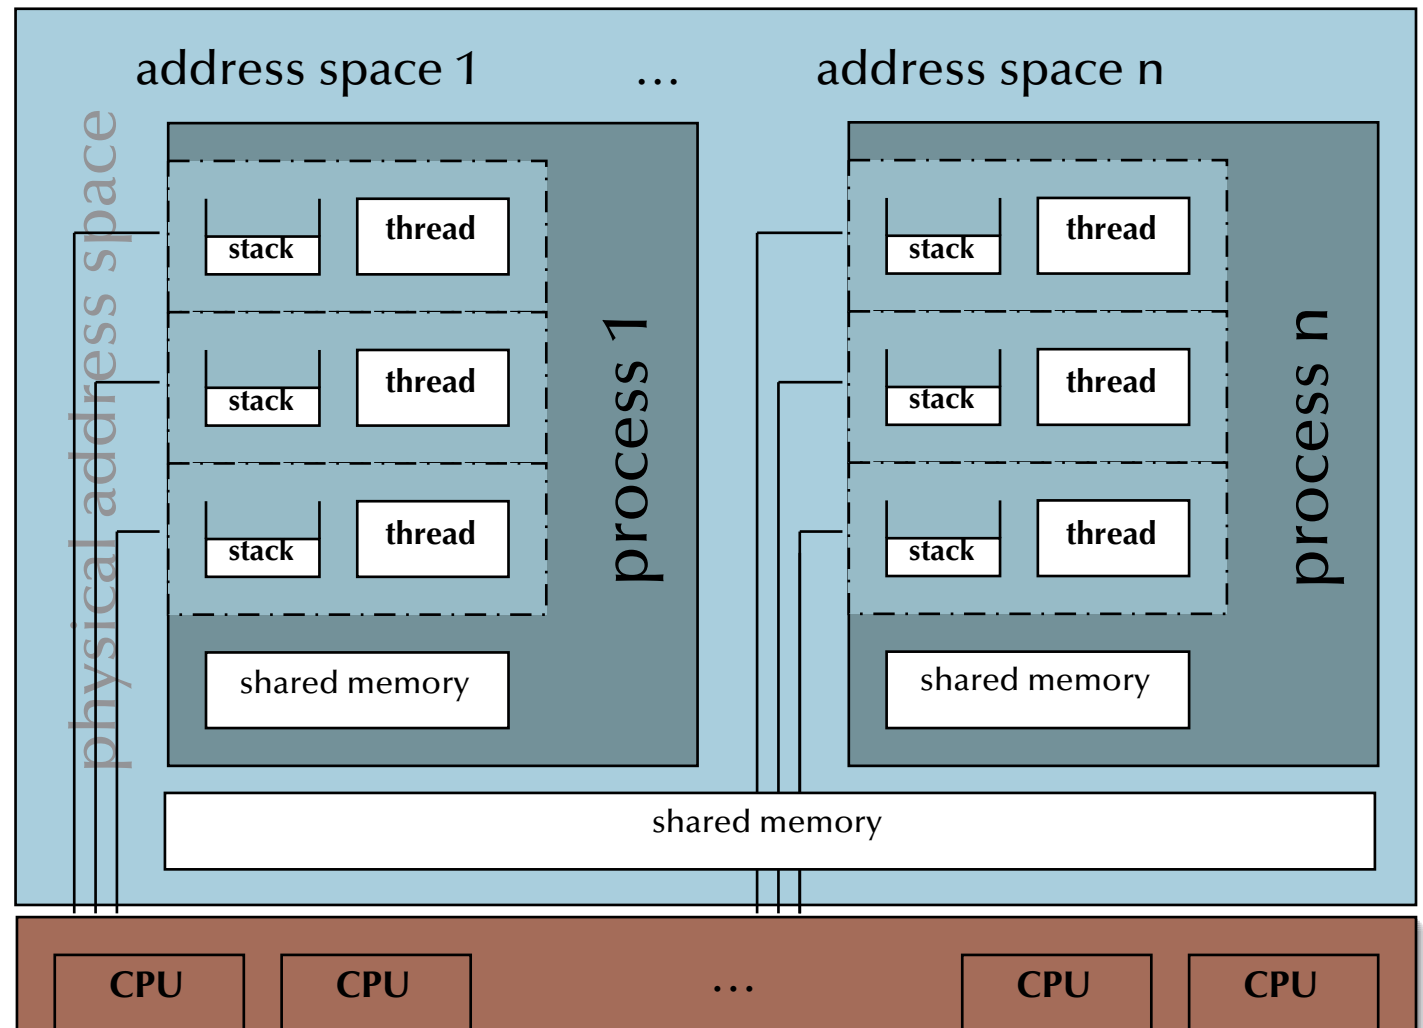 address space 1
...
address space n
physical address space
stack
thread
stack
thread
stack
thread
process 1
shared memory
stack
thread
stack
thread
stack
thread
process n
shared memory
shared memory
CPU
CPU
...
CPU
CPU